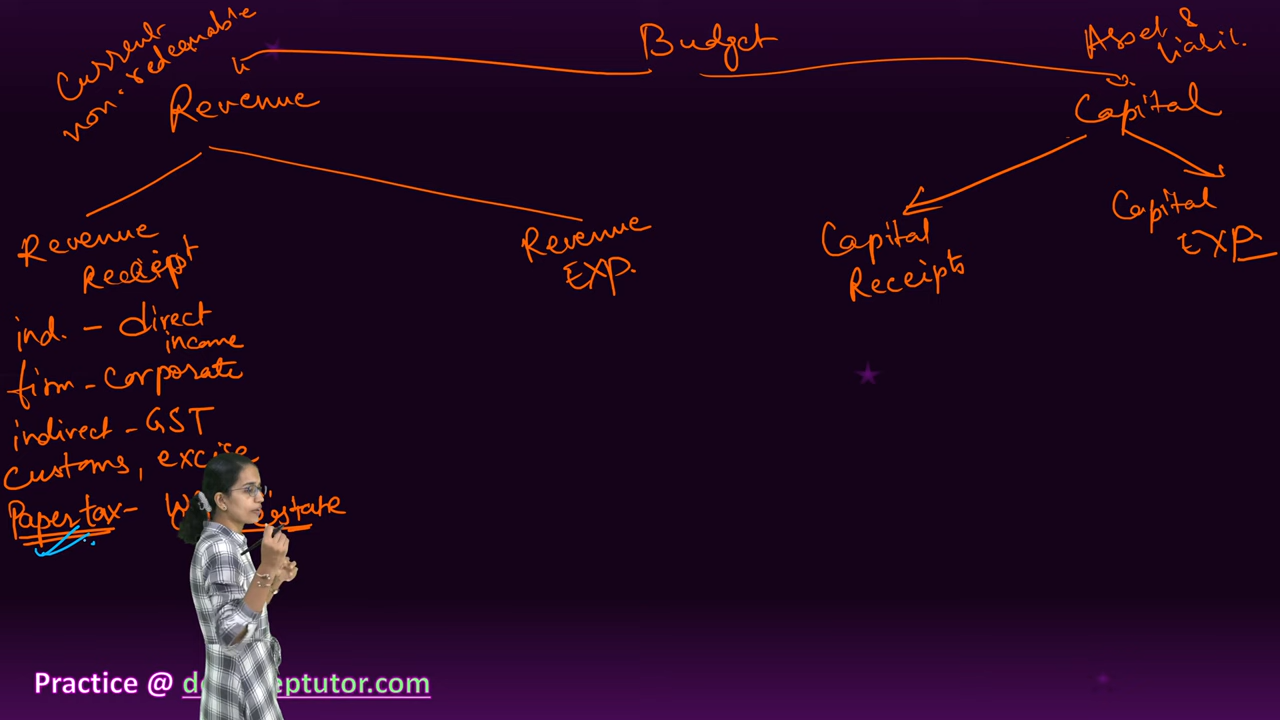 Budget
Current
non-redeemable
Revenue
Asset &
Liabil.
Capital
Revenue
Receipt
Revenue
EXP.
Capital
Receipts
Capital
EXP.
ind. - direct
income
firm - corporate
indirect - GST
Customs, excise
Paper tax - estate
Practice @ eptutor.com